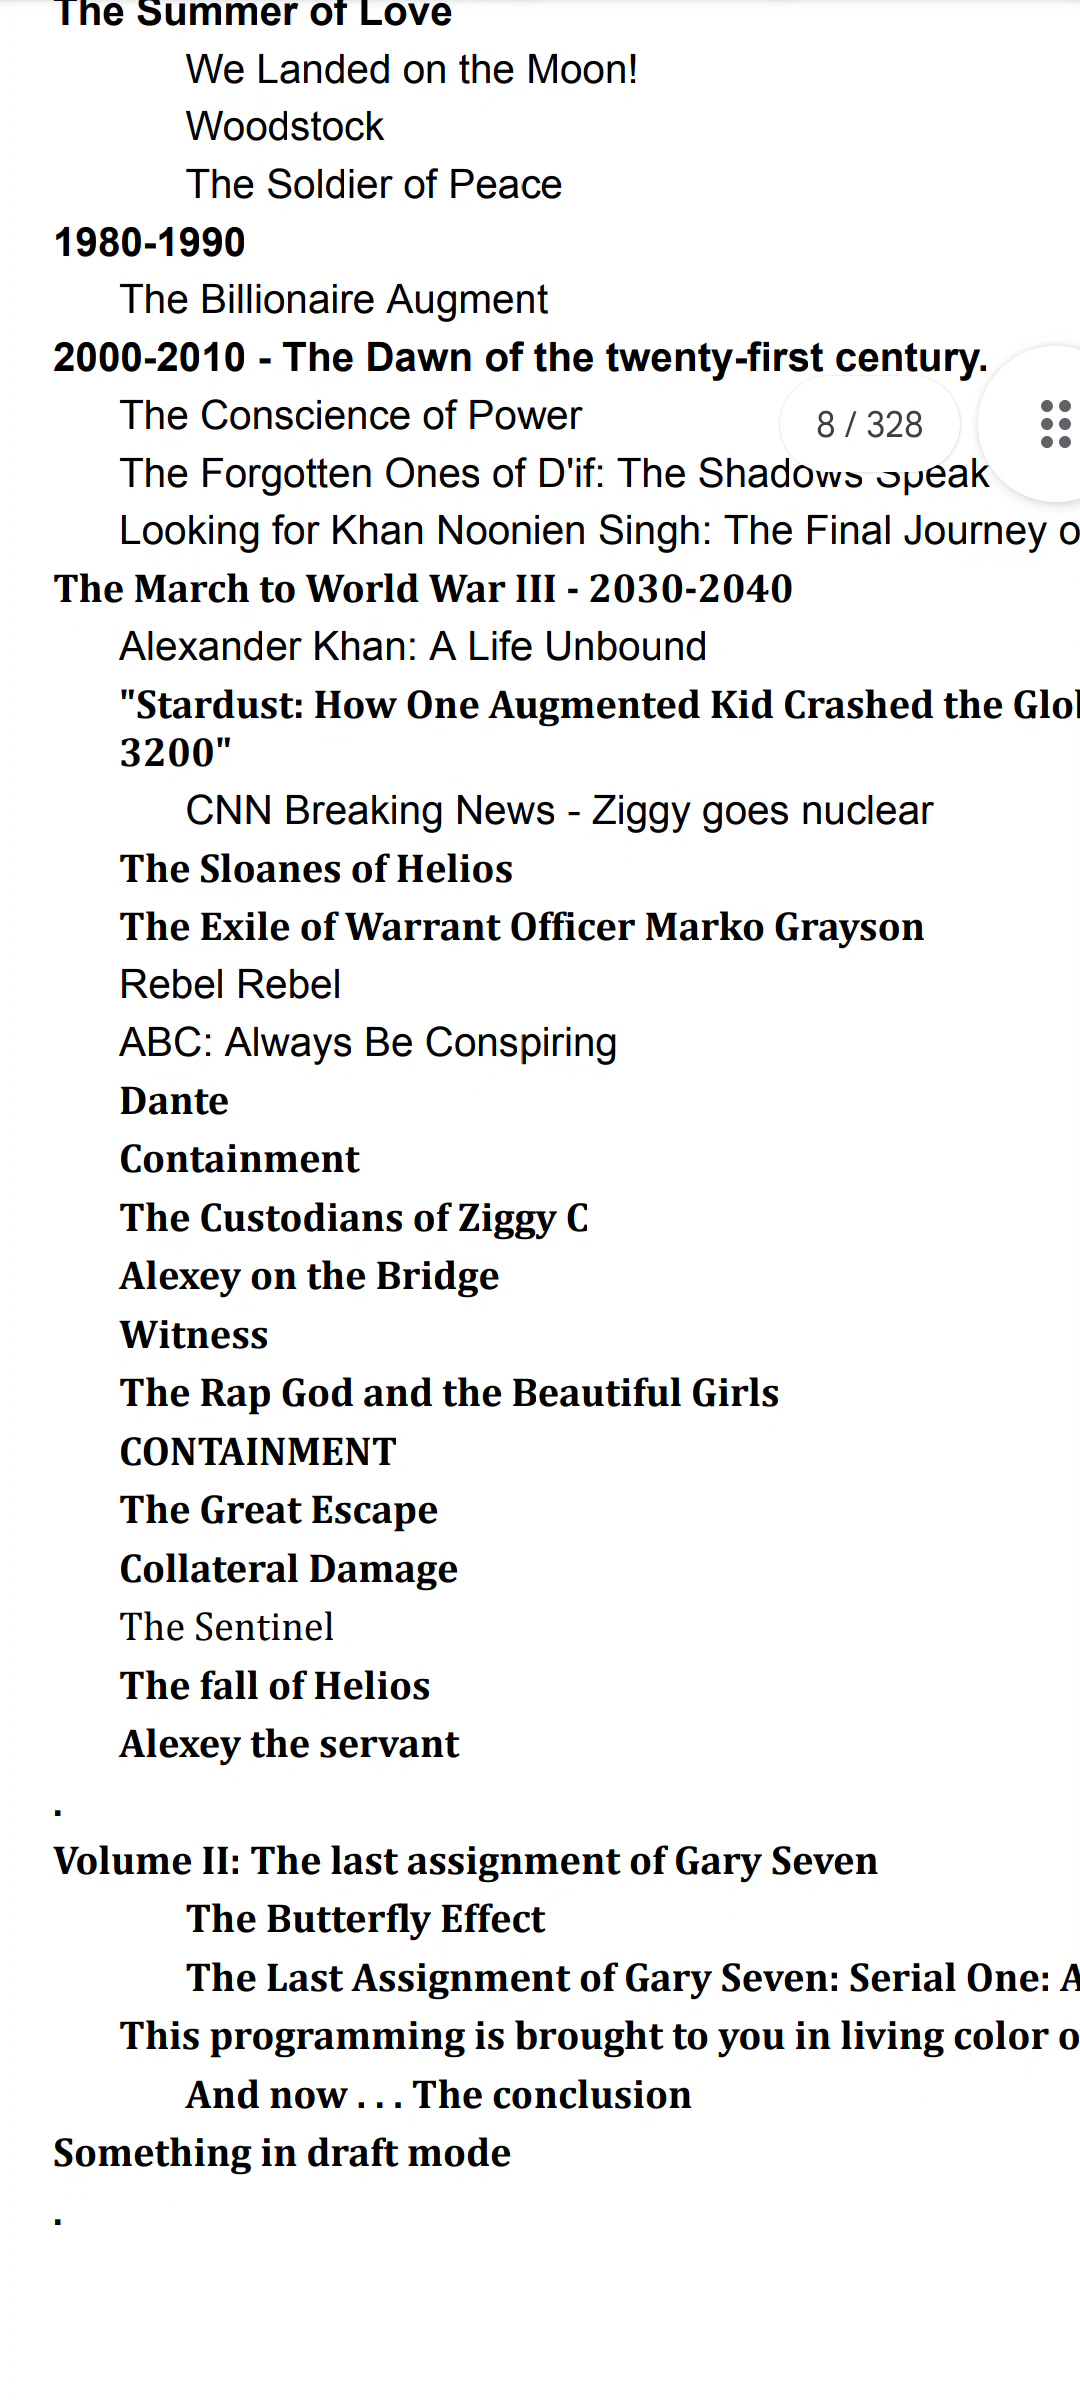 The Summer of Love
We Landed on the Moon!
Woodstock
The Soldier of Peace
1980-1990
The Billionaire Augment
2000-2010 - The Dawn of the twenty-first century.
The Conscience of Power
8 / 328
The Forgotten Ones of D'if: The Shadows Speak
Looking for Khan Noonien Singh: The Final Journey o
The March to World War III - 2030-2040
Alexander Khan: A Life Unbound
"Stardust: How One Augmented Kid Crashed the Glo
3200"
CNN Breaking News - Ziggy goes nuclear
The Sloanes of Helios
The Exile of Warrant Officer Marko Grayson
Rebel Rebel
ABC: Always Be Conspiring
Dante
Containment
The Custodians of Ziggy C
Alexey on the Bridge
Witness
The Rap God and the Beautiful Girls
CONTAINMENT
The Great Escape
Collateral Damage
The Sentinel
The fall of Helios
Alexey the servant
.
Volume II: The last assignment of Gary Seven
The Butterfly Effect
The Last Assignment of Gary Seven: Serial One: A
This programming is brought to you in living color o
And now . . . The conclusion
Something in draft mode
.